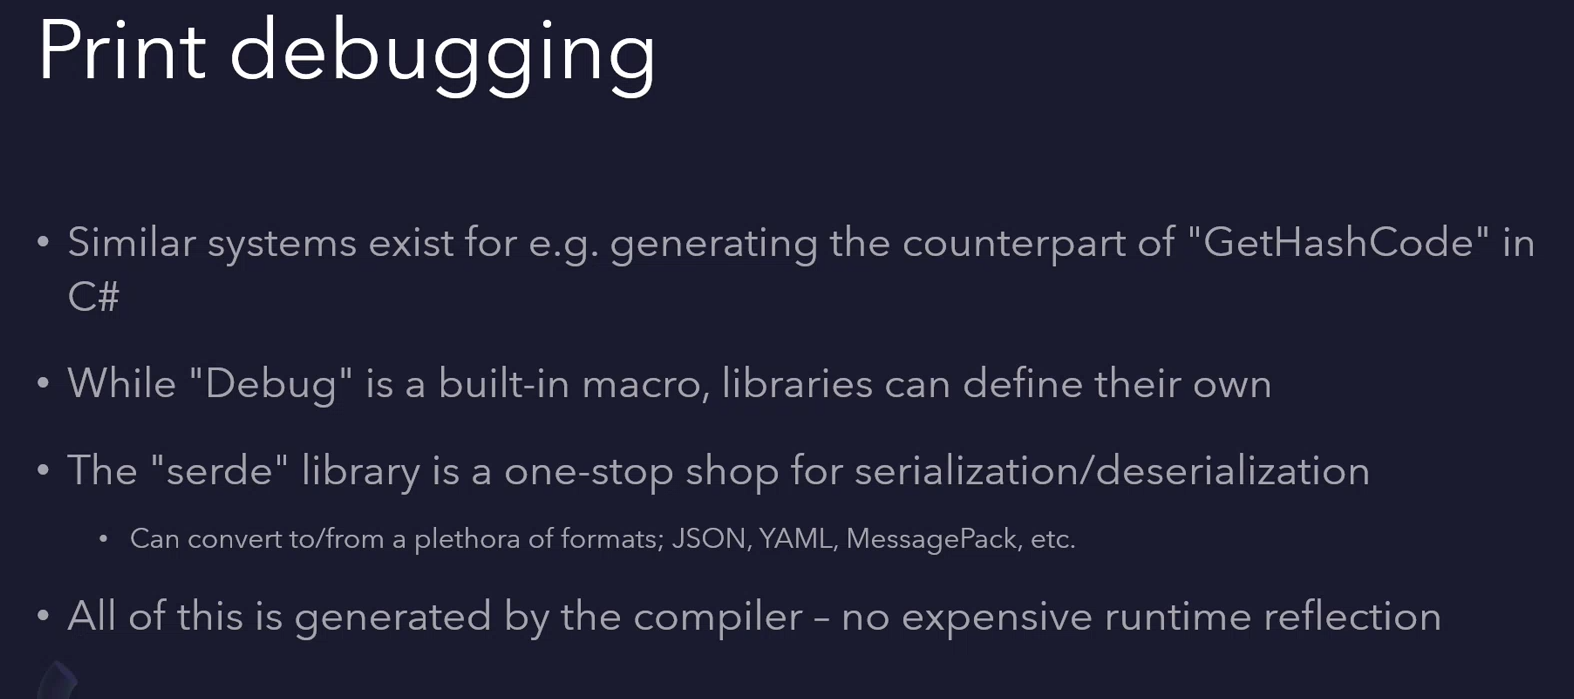 Print debugging
• Similar systems exist for e.g. generating the counterpart of "GetHashCode" in
C#
• While "Debug" is a built-in macro, libraries can define their own
• The "serde" library is a one-stop shop for serialization/deserialization
• Can convert to/from a plethora of formats; JSON, YAML, MessagePack, etc.
• All of this is generated by the compiler – no expensive runtime reflection